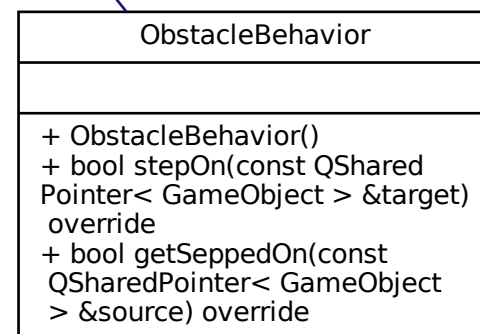 ObstacleBehavior
+ ObstacleBehavior()
+ bool stepOn(const QShared
Pointer< GameObject > &target)
override
+ bool getSeppedOn(const
QSharedPointer< GameObject
> &source) override